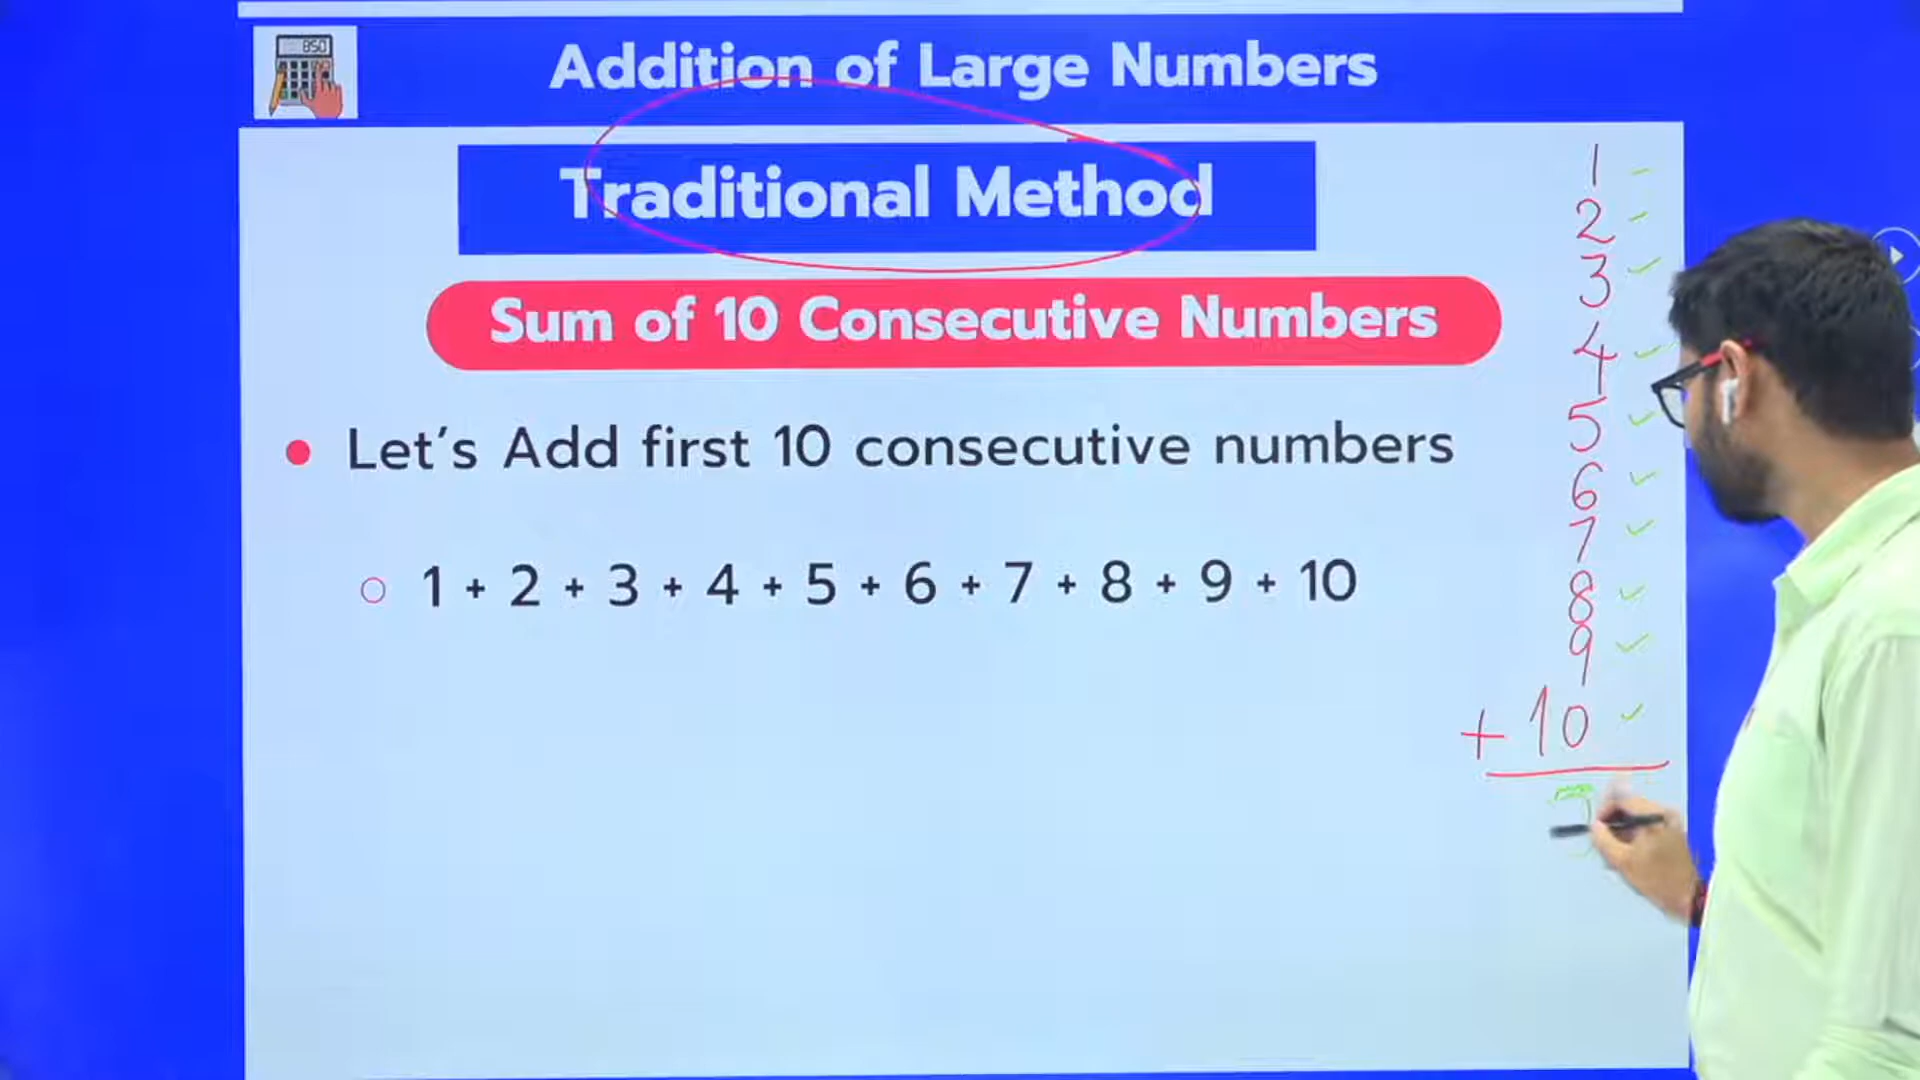 850
Addition of Large Numbers
Traditional Method
Sum of 10 Consecutive Numbers
Let's Add first 10 consecutive numbers
1 + 2 + 3 + 4 + 5 + 6 + 7 + 8 + 9 + 10
1
2
3
4
5
6
7
8
9
+ 10